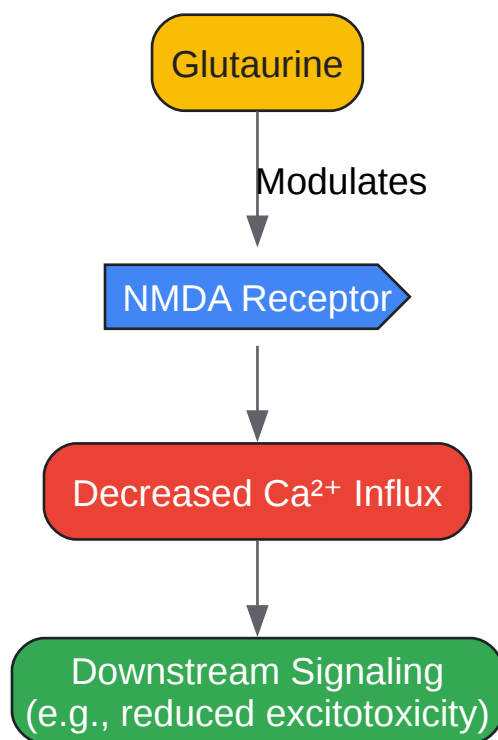 Glutaurine
Modulates
NMDA Receptor
Decreased Ca²⁺ Influx
Downstream Signaling
(e.g., reduced excitotoxicity)